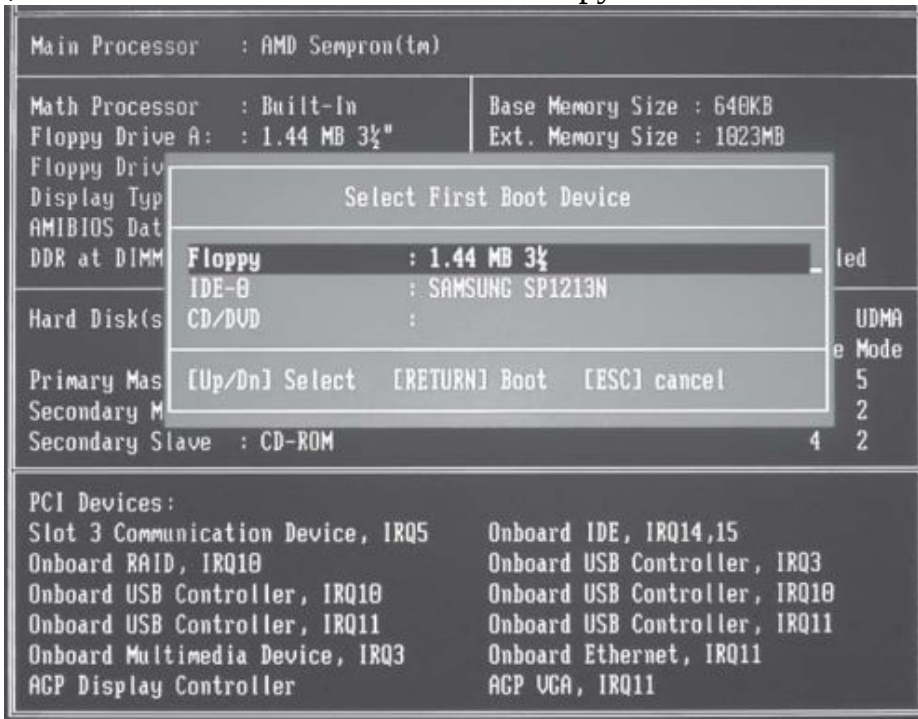 Main Processor : AMD Sempron(tm)
Math Processor : Built-In Base Memory Size : 640KB
Floppy Drive A: : 1.44 MB 3½" Ext. Memory Size : 1023MB
Floppy Driv
Display Typ
AMIBIOS Dat
DDR at DIMM led
Select First Boot Device
Floppy : 1.44 MB 3½
IDE-0 : SAMSUNG SP1213N
CD/DVD :
[Up/Dn] Select [RETURN] Boot [ESC] cancel
Hard Disk(s UDMA
e Mode
Primary Mas 5
Secondary M 2
Secondary Slave : CD-ROM 4 2
PCI Devices:
Slot 3 Communication Device, IRQ5 Onboard IDE, IRQ14,15
Onboard RAID, IRQ10 Onboard USB Controller, IRQ3
Onboard USB Controller, IRQ10 Onboard USB Controller, IRQ10
Onboard USB Controller, IRQ11 Onboard USB Controller, IRQ11
Onboard Multimedia Device, IRQ3 Onboard Ethernet, IRQ11
AGP Display Controller AGP VGA, IRQ11